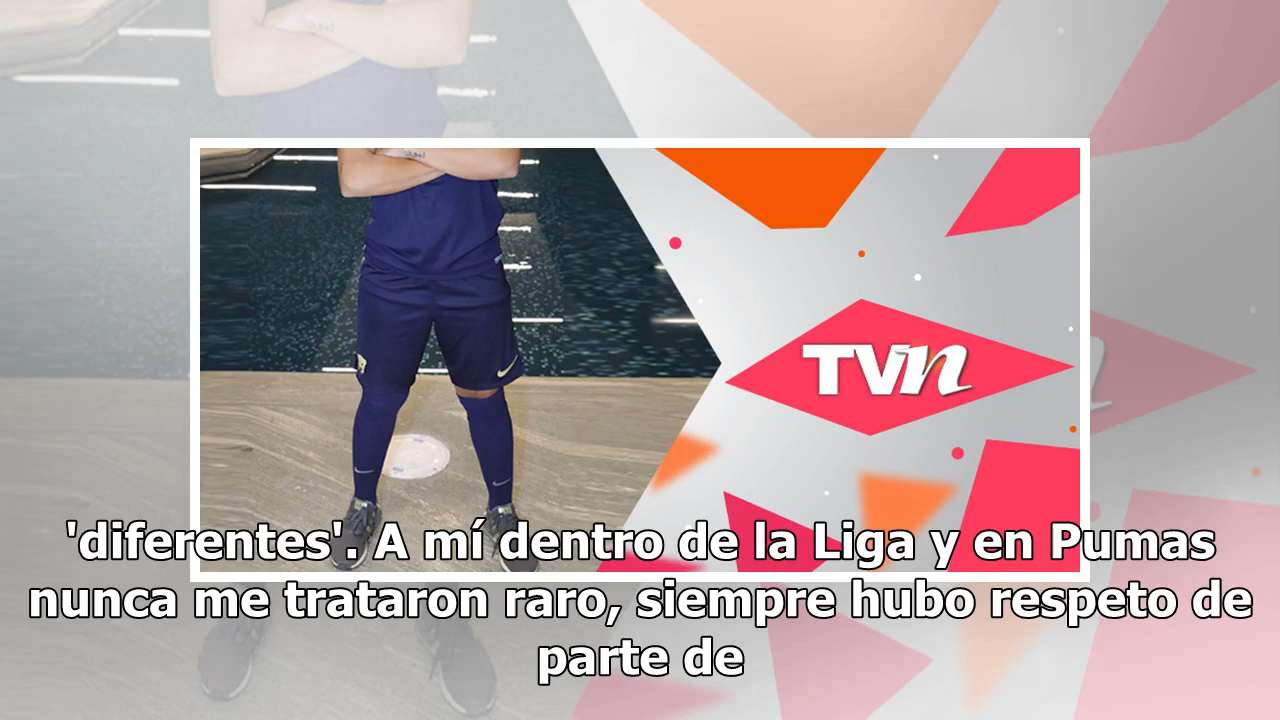 TVn
'diferentes'. A mí dentro de la Liga y en Pumas
nunca me trataron raro, siempre hubo respeto de
parte de